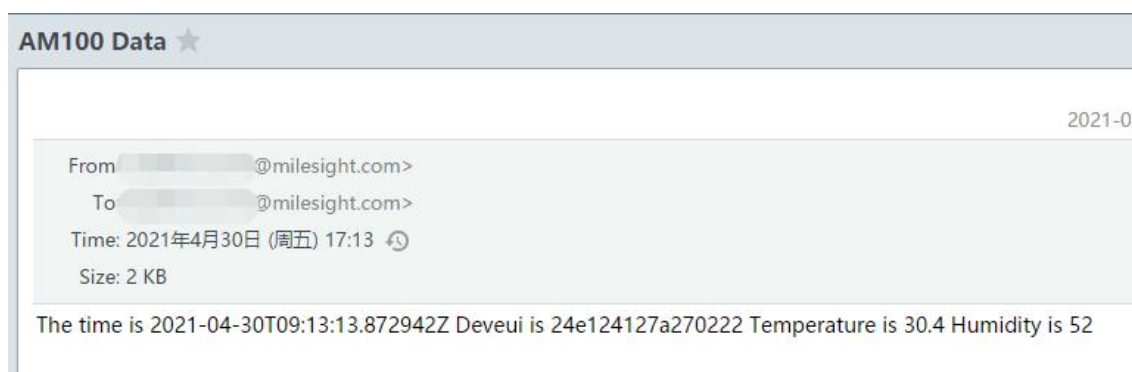 AM100 Data
2021-0
From @milesight.com>
To @milesight.com>
Time: 2021年4月30日 (周五) 17:13
Size: 2 KB
The time is 2021-04-30T09:13:13.872942Z Deveui is 24e124127a270222 Temperature is 30.4 Humidity is 52